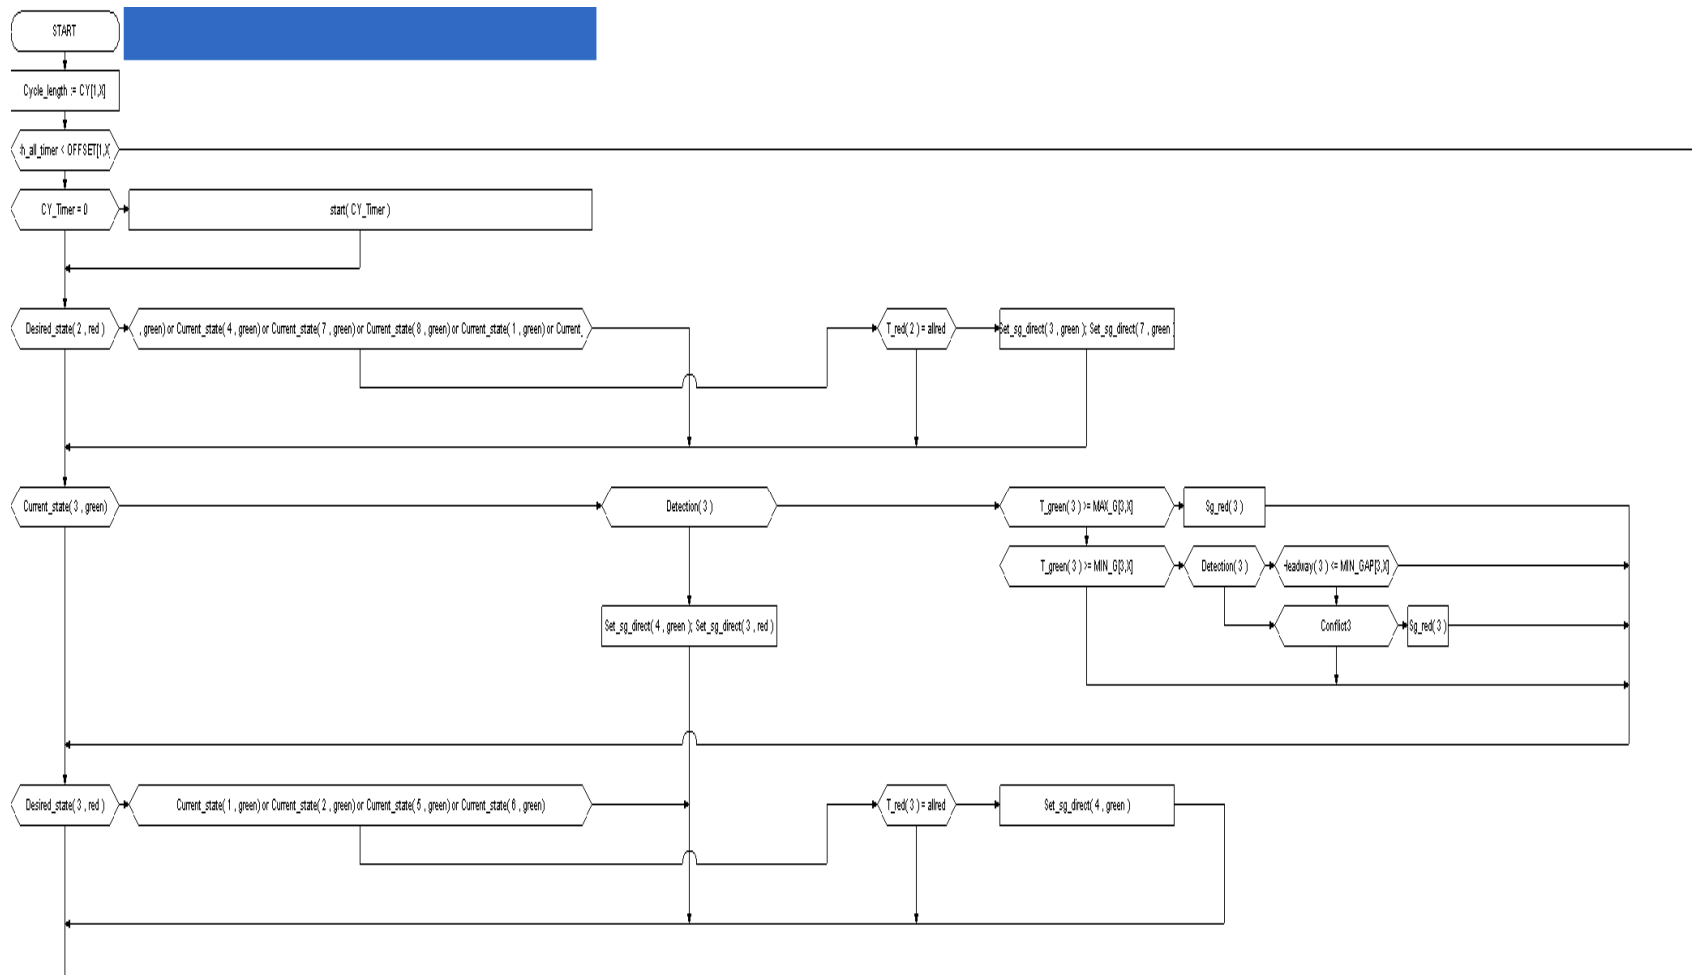 START
Cycle_length := CY[1,X]
h_all_timer < OFFSET[1,X]
CY_Timer = 0
start( CY_Timer )
Desired_state( 2 , red )
, green) or Current_state( 4 , green) or Current_state( 7 , green) or Current_state( 8 , green) or Current_state( 1 , green) or Current_
T_red( 2 ) = allred
Set_sg_direct( 3 , green ); Set_sg_direct( 7 , green
Current_state( 3 , green)
Detection( 3 )
T_green( 3 ) >= MAX_G[3,X]
Sg_red( 3 )
T_green( 3 ) >= MIN_G[3,X]
Detection( 3 )
Headway( 3 ) <= MIN_GAP[3,X]
Set_sg_direct( 4 , green ); Set_sg_direct( 3 , red )
Conflict3
Sg_red( 3 )
Desired_state( 3 , red )
Current_state( 1 , green) or Current_state( 2 , green) or Current_state( 5 , green) or Current_state( 6 , green)
T_red( 3 ) = allred
Set_sg_direct( 4 , green )